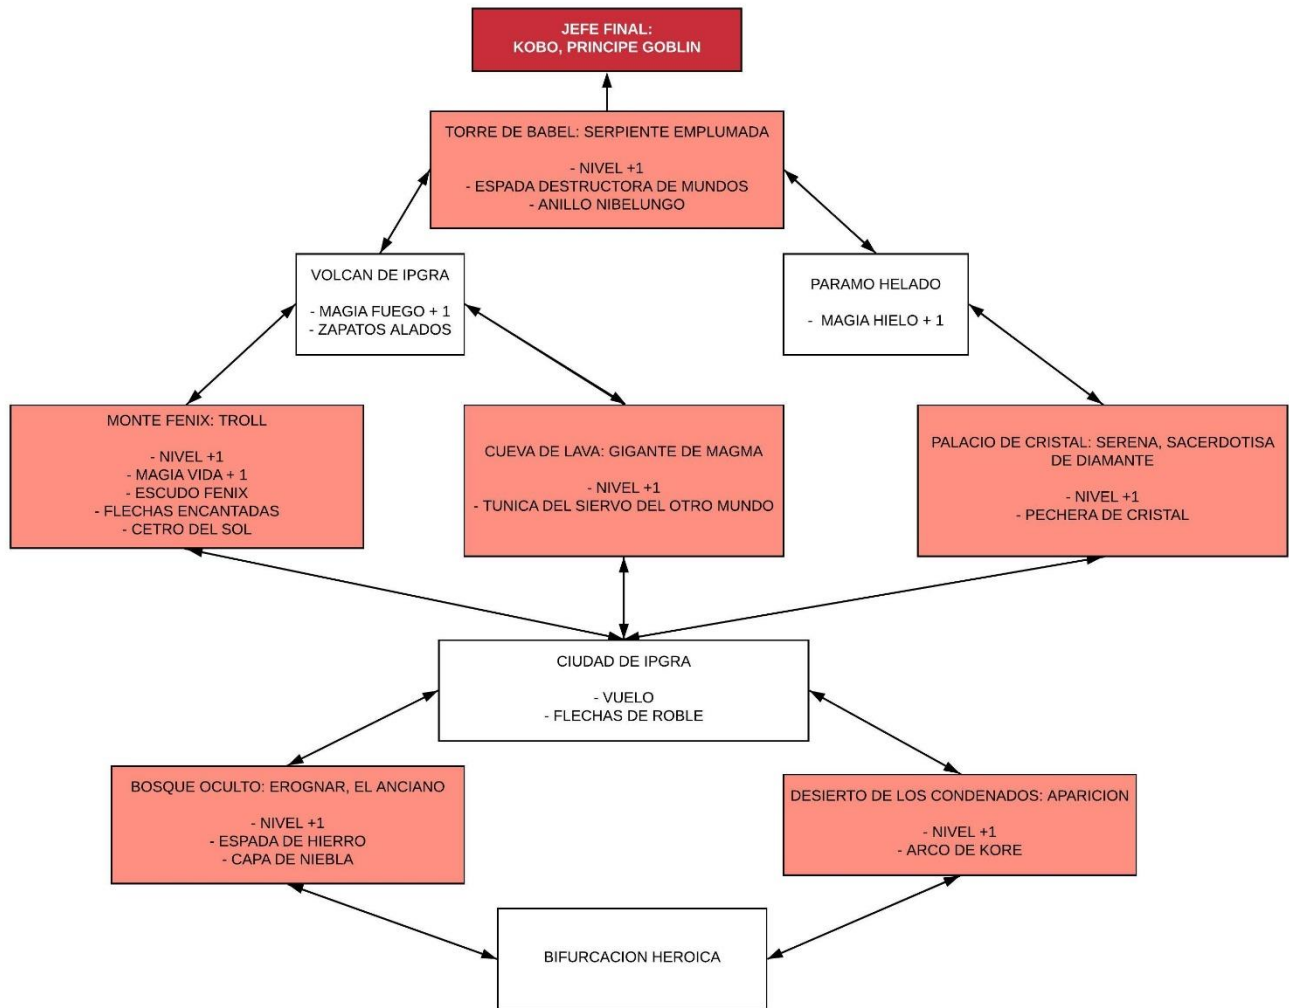 JEFE FINAL:
KOBO, PRINCIPE GOBLIN
TORRE DE BABEL: SERPIENTE EMPLUMADA
- NIVEL +1
- ESPADA DESTRUCTORA DE MUNDOS
- ANILLO NIBELUNGO
VOLCAN DE IPGRA
- MAGIA FUEGO + 1
- ZAPATOS ALADOS
PARAMO HELADO
- MAGIA HIELO + 1
MONTE FENIX: TROLL
- NIVEL +1
- MAGIA VIDA + 1
- ESCUDO FENIX
- FLECHAS ENCANTADAS
- CETRO DEL SOL
CUEVA DE LAVA: GIGANTE DE MAGMA
- NIVEL +1
- TUNICA DEL SIERVO DEL OTRO MUNDO
PALACIO DE CRISTAL: SERENA, SACERDOTISA
DE DIAMANTE
- NIVEL +1
- PECHERA DE CRISTAL
CIUDAD DE IPGRA
- VUELO
- FLECHAS DE ROBLE
BOSQUE OCULTO: EROGNAR, EL ANCIANO
- NIVEL +1
- ESPADA DE HIERRO
- CAPA DE NIEBLA
DESIERTO DE LOS CONDENADOS: APARICION
- NIVEL +1
- ARCO DE KORE
BIFURCACION HEROICA